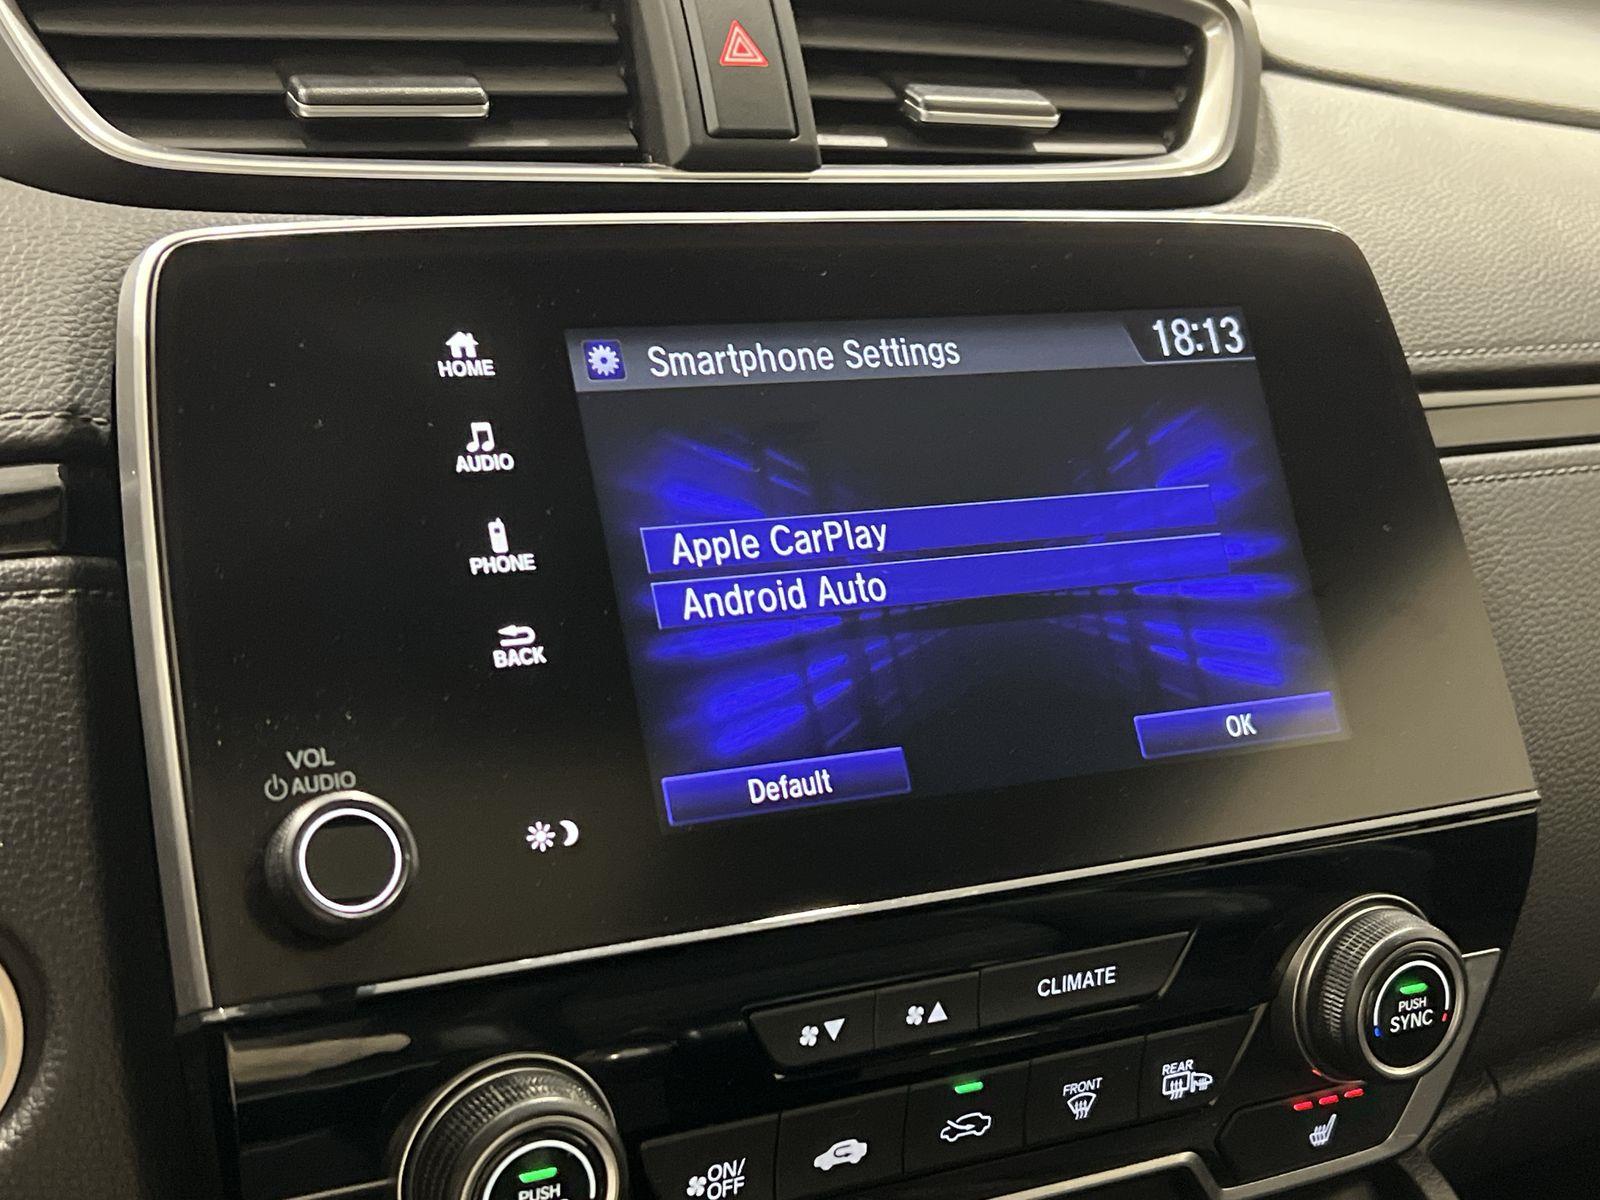 HOME
Smartphone Settings
18:13
AUDIO
PHONE
Apple CarPlay
Android Auto
BACK
OK
Default
VOL
AUDIO
CLIMATE
PUSH
SYNC
FRONT
REAR
ON/
OFF
PUSH